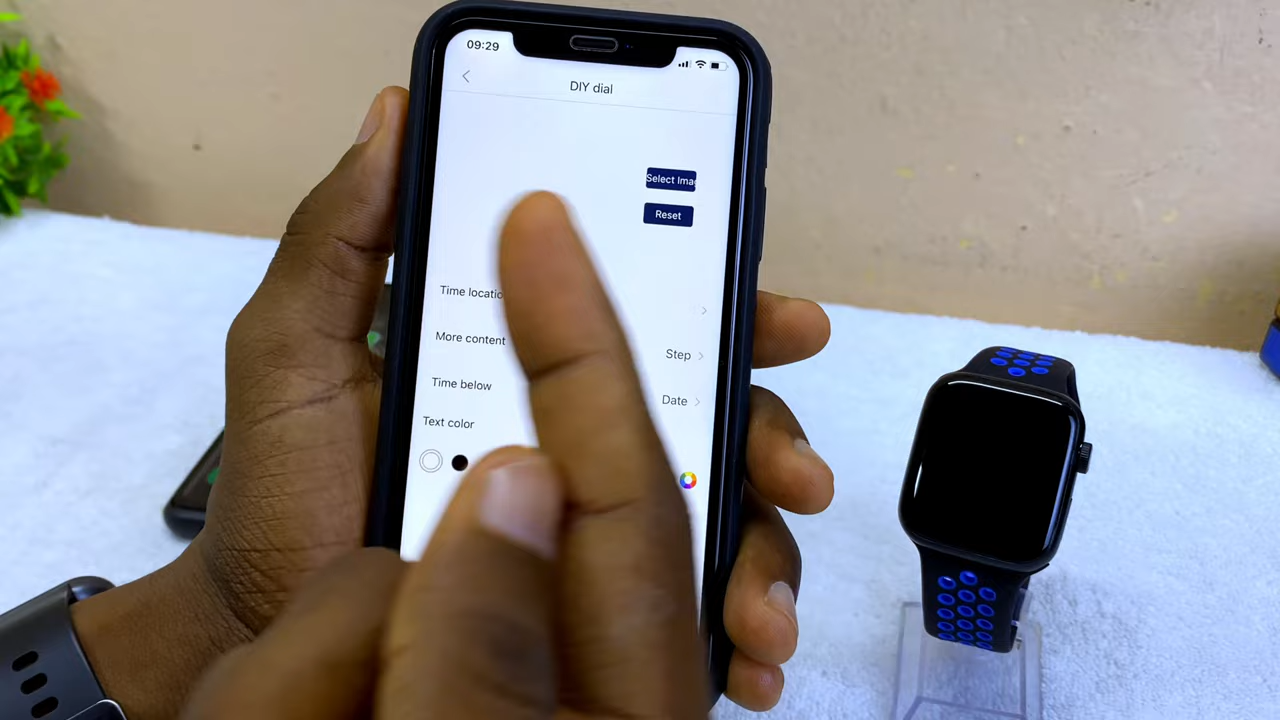 09:29
DIY dial
Select Ima
Reset
Time locatio
More content
Step
Time below
Date
Text color